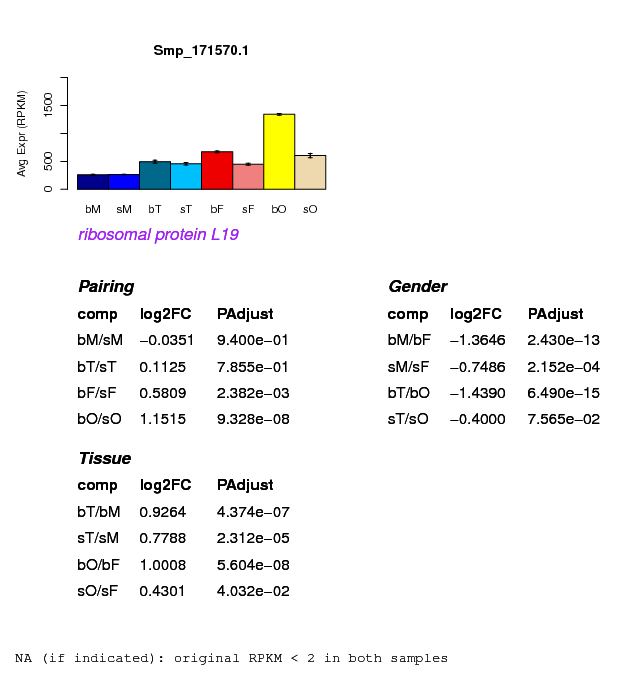 Smp_171570.1
Avg Expr (RPKM)
0 500 1500
bM sM bT sT bF sF bO sO
ribosomal protein L19
Pairing
comp log2FC PAdjust
bM/sM −0.0351 9.400e−01
bT/sT 0.1125 7.855e−01
bF/sF 0.5809 2.382e−03
bO/sO 1.1515 9.328e−08
Gender
comp log2FC PAdjust
bM/bF −1.3646 2.430e−13
sM/sF −0.7486 2.152e−04
bT/bO −1.4390 6.490e−15
sT/sO −0.4000 7.565e−02
Tissue
comp log2FC PAdjust
bT/bM 0.9264 4.374e−07
sT/sM 0.7788 2.312e−05
bO/bF 1.0008 5.604e−08
sO/sF 0.4301 4.032e−02
NA (if indicated): original RPKM < 2 in both samples